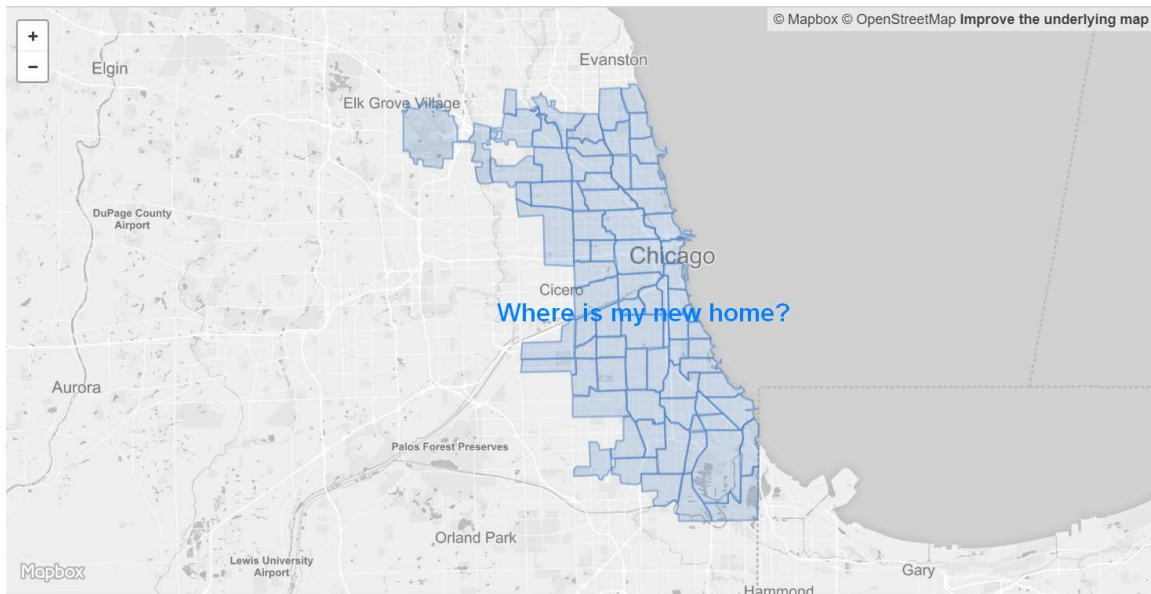 © Mapbox © OpenStreetMap Improve the underlying map
+
−
Evanston
Elgin
Elk Grove Village
DuPage County
Airport
Chicago
Cicero
Where is my new home?
Aurora
Palos Forest Preserves
Orland Park
Lewis University
Airport
Mapbox
Gary
Hammond